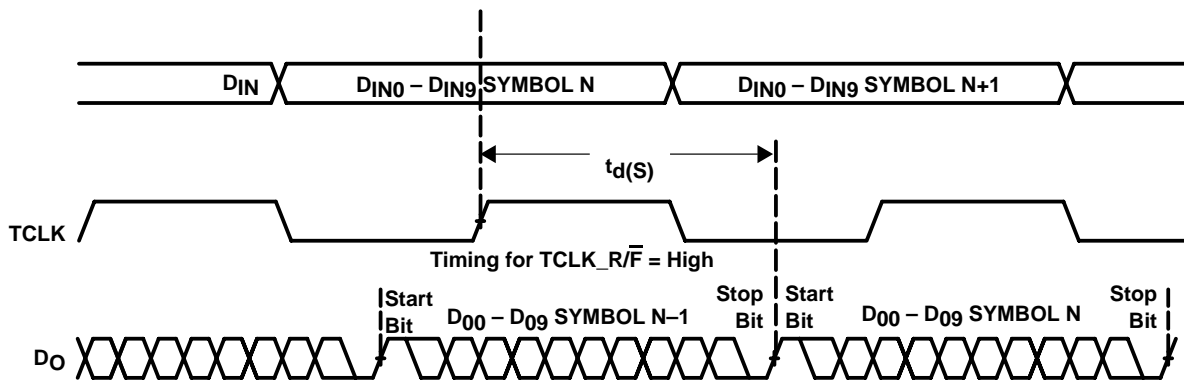 DIN
DIN0 – DIN9 SYMBOL N
DIN0 – DIN9 SYMBOL N+1
td(S)
TCLK
Timing for TCLK_R/F̅ = High
Start Bit
D00 – D09 SYMBOL N–1
Stop Bit
Start Bit
D00 – D09 SYMBOL N
Stop Bit
DO